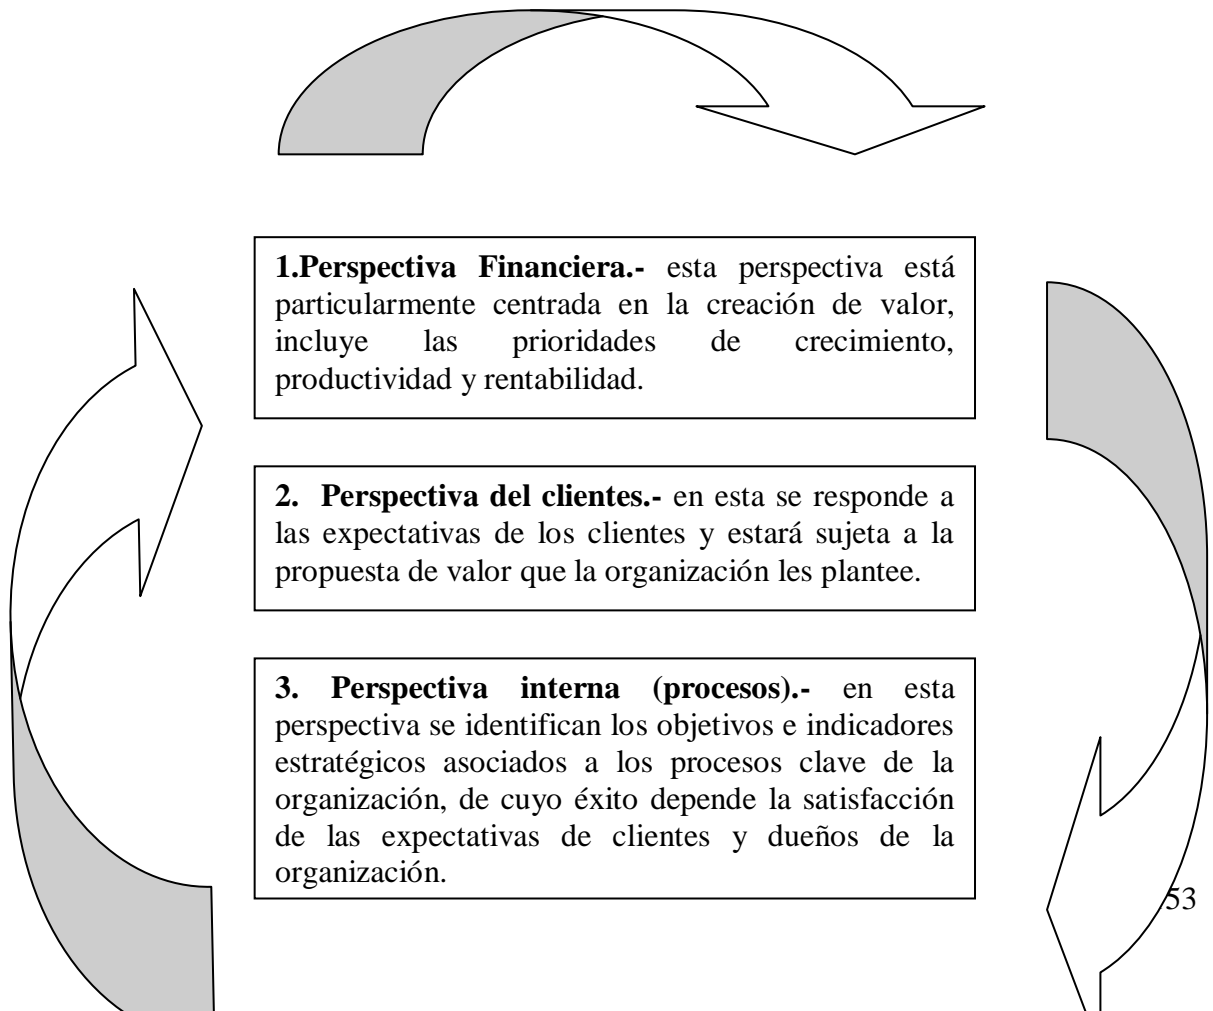 1.Perspectiva Financiera.- esta perspectiva está
particularmente centrada en la creación de valor,
incluye las prioridades de crecimiento,
productividad y rentabilidad.
2. Perspectiva del clientes.- en esta se responde a
las expectativas de los clientes y estará sujeta a la
propuesta de valor que la organización les plantee.
3. Perspectiva interna (procesos).- en esta
perspectiva se identifican los objetivos e indicadores
estratégicos asociados a los procesos clave de la
organización, de cuyo éxito depende la satisfacción
de las expectativas de clientes y dueños de la
organización.
53